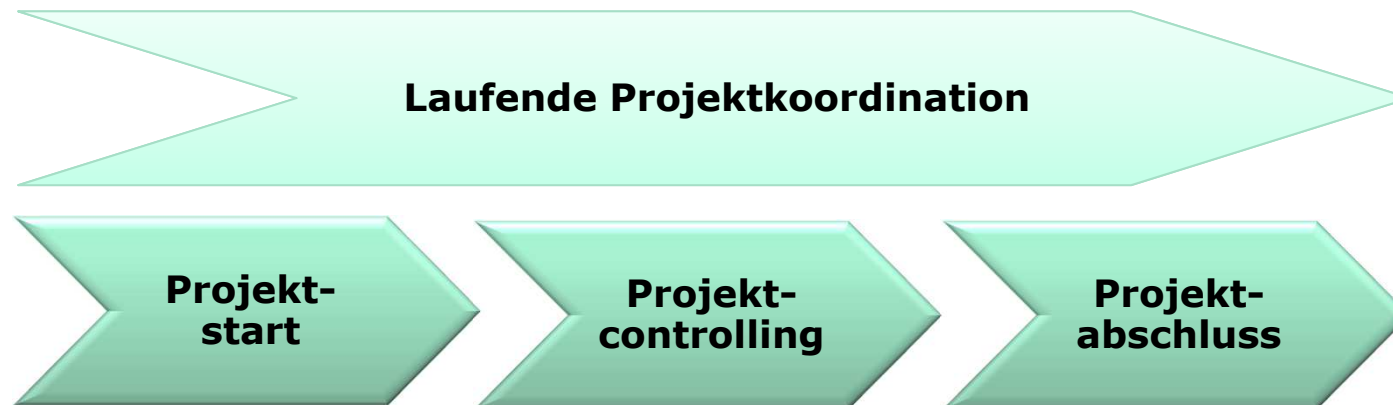 Laufende Projektkoordination
Projekt-
start
Projekt-
controlling
Projekt-
abschluss